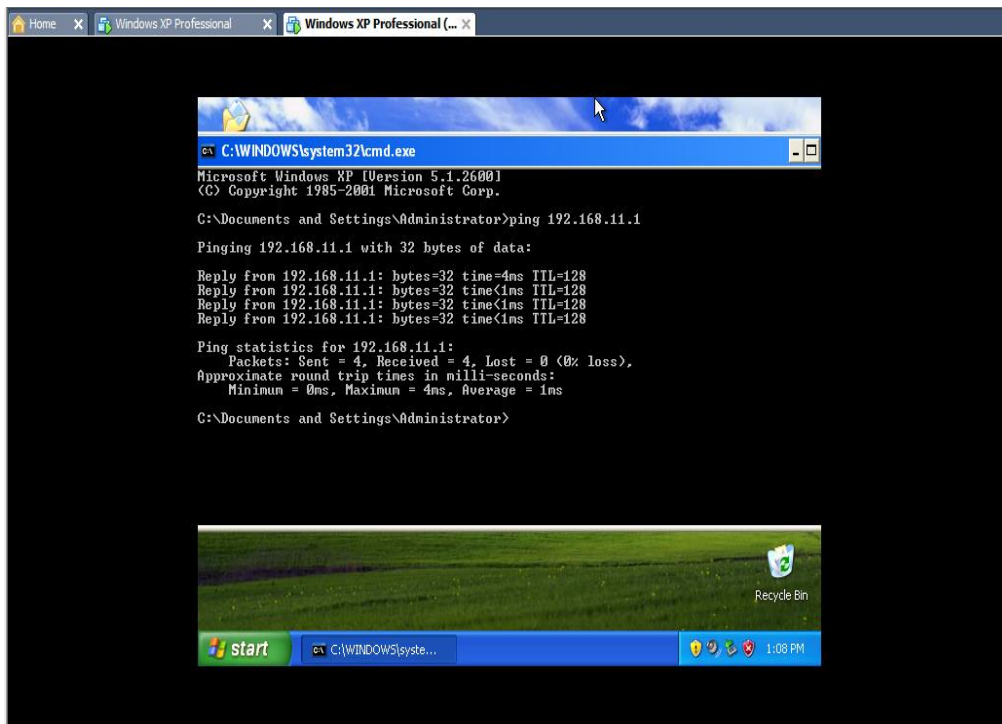 Home
Windows XP Professional
Windows XP Professional (...
C:\WINDOWS\system32\cmd.exe
Microsoft Windows XP [Version 5.1.2600]
(C) Copyright 1985-2001 Microsoft Corp.
C:\Documents and Settings\Administrator>ping 192.168.11.1
Pinging 192.168.11.1 with 32 bytes of data:
Reply from 192.168.11.1: bytes=32 time=4ms TTL=128
Reply from 192.168.11.1: bytes=32 time<1ms TTL=128
Reply from 192.168.11.1: bytes=32 time<1ms TTL=128
Reply from 192.168.11.1: bytes=32 time<1ms TTL=128
Ping statistics for 192.168.11.1:
Packets: Sent = 4, Received = 4, Lost = 0 (0% loss),
Approximate round trip times in milli-seconds:
Minimum = 0ms, Maximum = 4ms, Average = 1ms
C:\Documents and Settings\Administrator>
Recycle Bin
start
C:\WINDOWS\syste...
1:08 PM